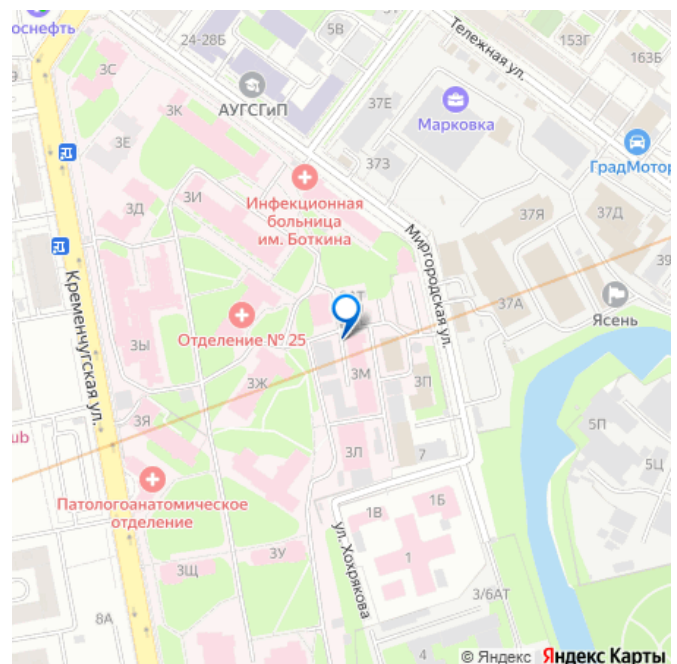 оснефть
24-28Б
5В
Тележная ул.
153Г
163Б
3С
АУГСГиП
3К
37Е
Марковка
3Е
373
ГрадМотор
3И
Инфекционная
больница
им. Боткина
3Д
37Я
37Д
Миргородская ул.
39
Кременчугская ул.
37А
Ясень
Отделение № 25
3Ы
3Ж
3М
3П
3Я
5П
ub
3Л
7
5Ц
Патологоанатомическое
отделение
1В
1Б
ул. Хохрякова
3У
3Щ
1
3/6АТ
8А
4
© Яндекс Яндекс Карты